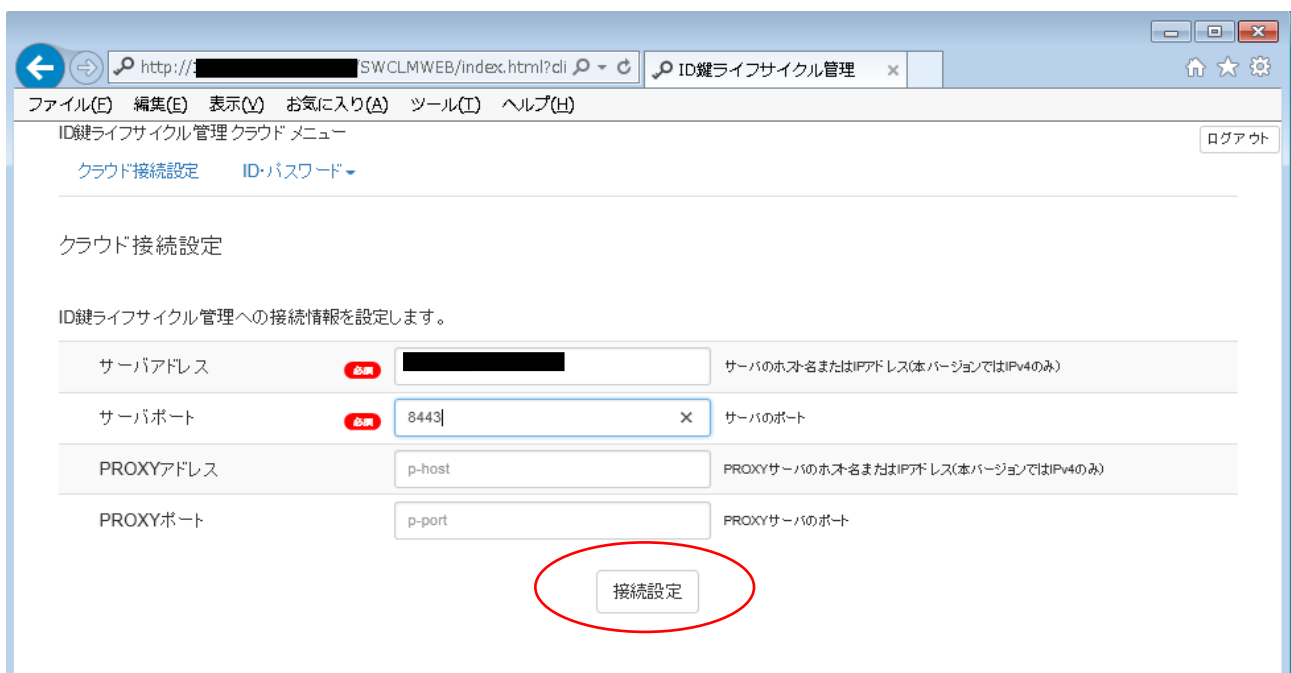 http://
SWCLMWEB/index.html?cli
ID鍵ライフサイクル管理
ファイル(F) 編集(E) 表示(V) お気に入り(A) ツール(T) ヘルプ(H)
ID鍵ライフサイクル管理 クラウド メニュー
ログアウト
クラウド接続設定 ID・パスワード
クラウド接続設定
ID鍵ライフサイクル管理への接続情報を設定します。
サーバアドレス 必須 サーバのホスト名またはIPアドレス(本バージョンではIPv4のみ)
サーバポート 必須 8443 サーバのポート
PROXYアドレス p-host PROXYサーバのホスト名またはIPアドレス(本バージョンではIPv4のみ)
PROXYポート p-port PROXYサーバのポート
接続設定